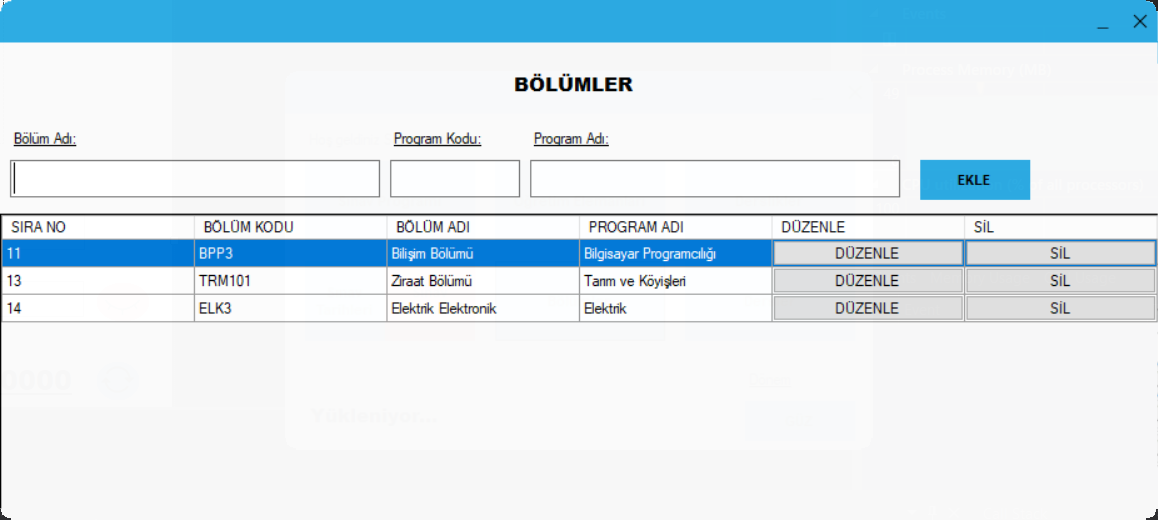 BÖLÜMLER
Bölüm Adı: Program Kodu: Program Adı:
EKLE
SIRA NO BÖLÜM KODU BÖLÜM ADI PROGRAM ADI DÜZENLE SİL
11 BPP3 Bilişim Bölümü Bilgisayar Programcılığı DÜZENLE SİL
13 TRM101 Ziraat Bölümü Tarım ve Köyişleri DÜZENLE SİL
14 ELK3 Elektrik Elektronik Elektrik DÜZENLE SİL
0000
Yükleniyor...